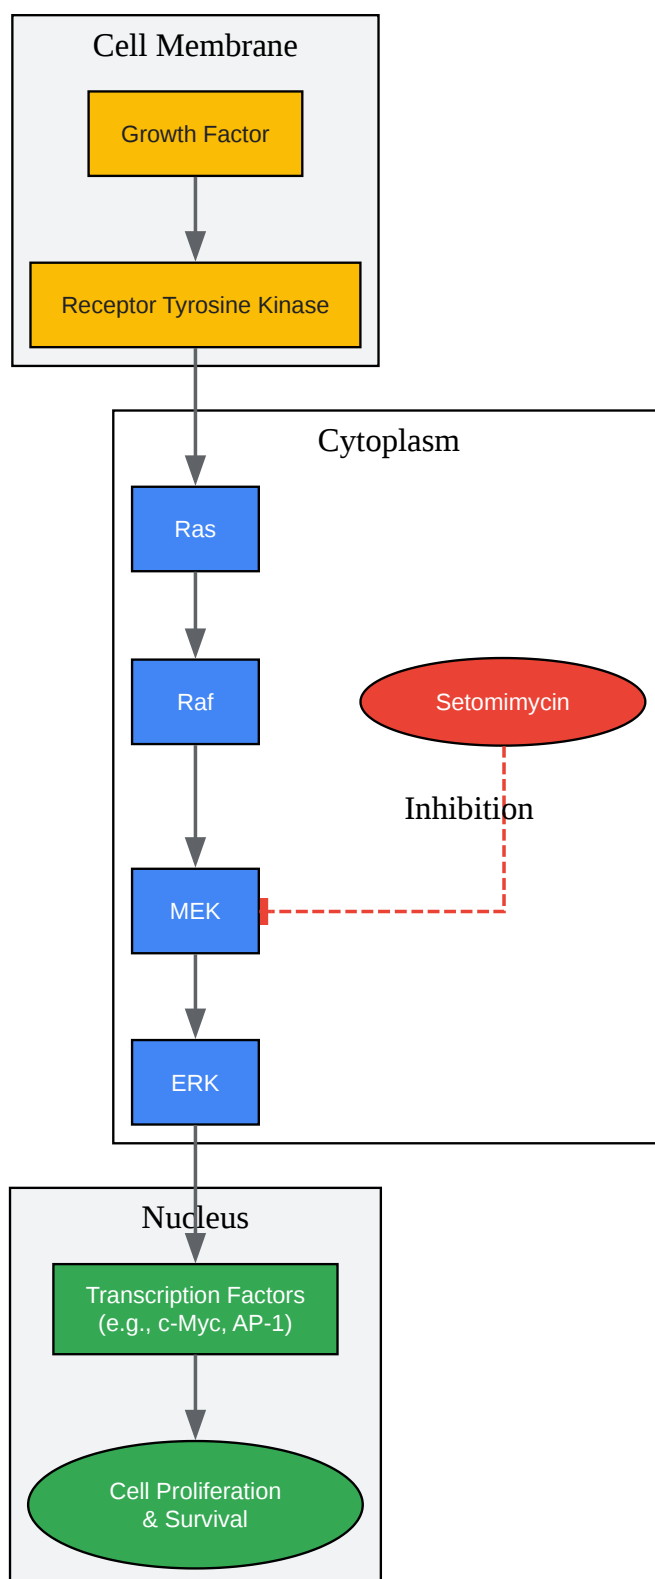 Cell Membrane
Growth Factor
Receptor Tyrosine Kinase
Cytoplasm
Ras
Raf
Setomimycin
Inhibition
MEK
ERK
Nucleus
Transcription Factors
(e.g., c-Myc, AP-1)
Cell Proliferation
& Survival